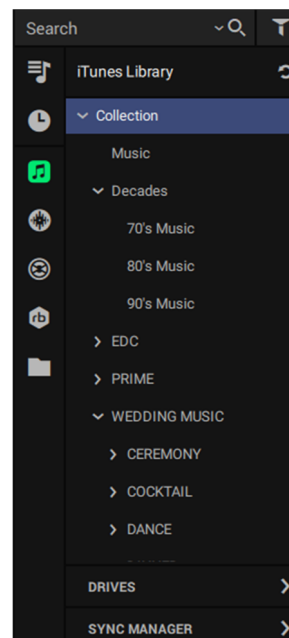 Search
iTunes Library
Collection
Music
Decades
70's Music
80's Music
90's Music
EDC
PRIME
WEDDING MUSIC
CEREMONY
COCKTAIL
DANCE
rb
DRIVES
SYNC MANAGER